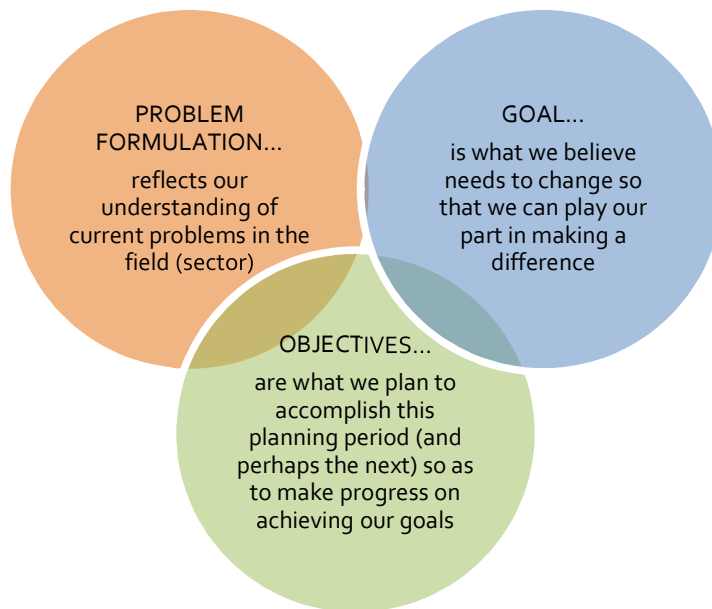 PROBLEM
FORMULATION...
reflects our
understanding of
current problems in the
field (sector)
GOAL...
is what we believe
needs to change so
that we can play our
part in making a
difference
OBJECTIVES...
are what we plan to
accomplish this
planning period (and
perhaps the next) so as
to make progress on
achieving our goals